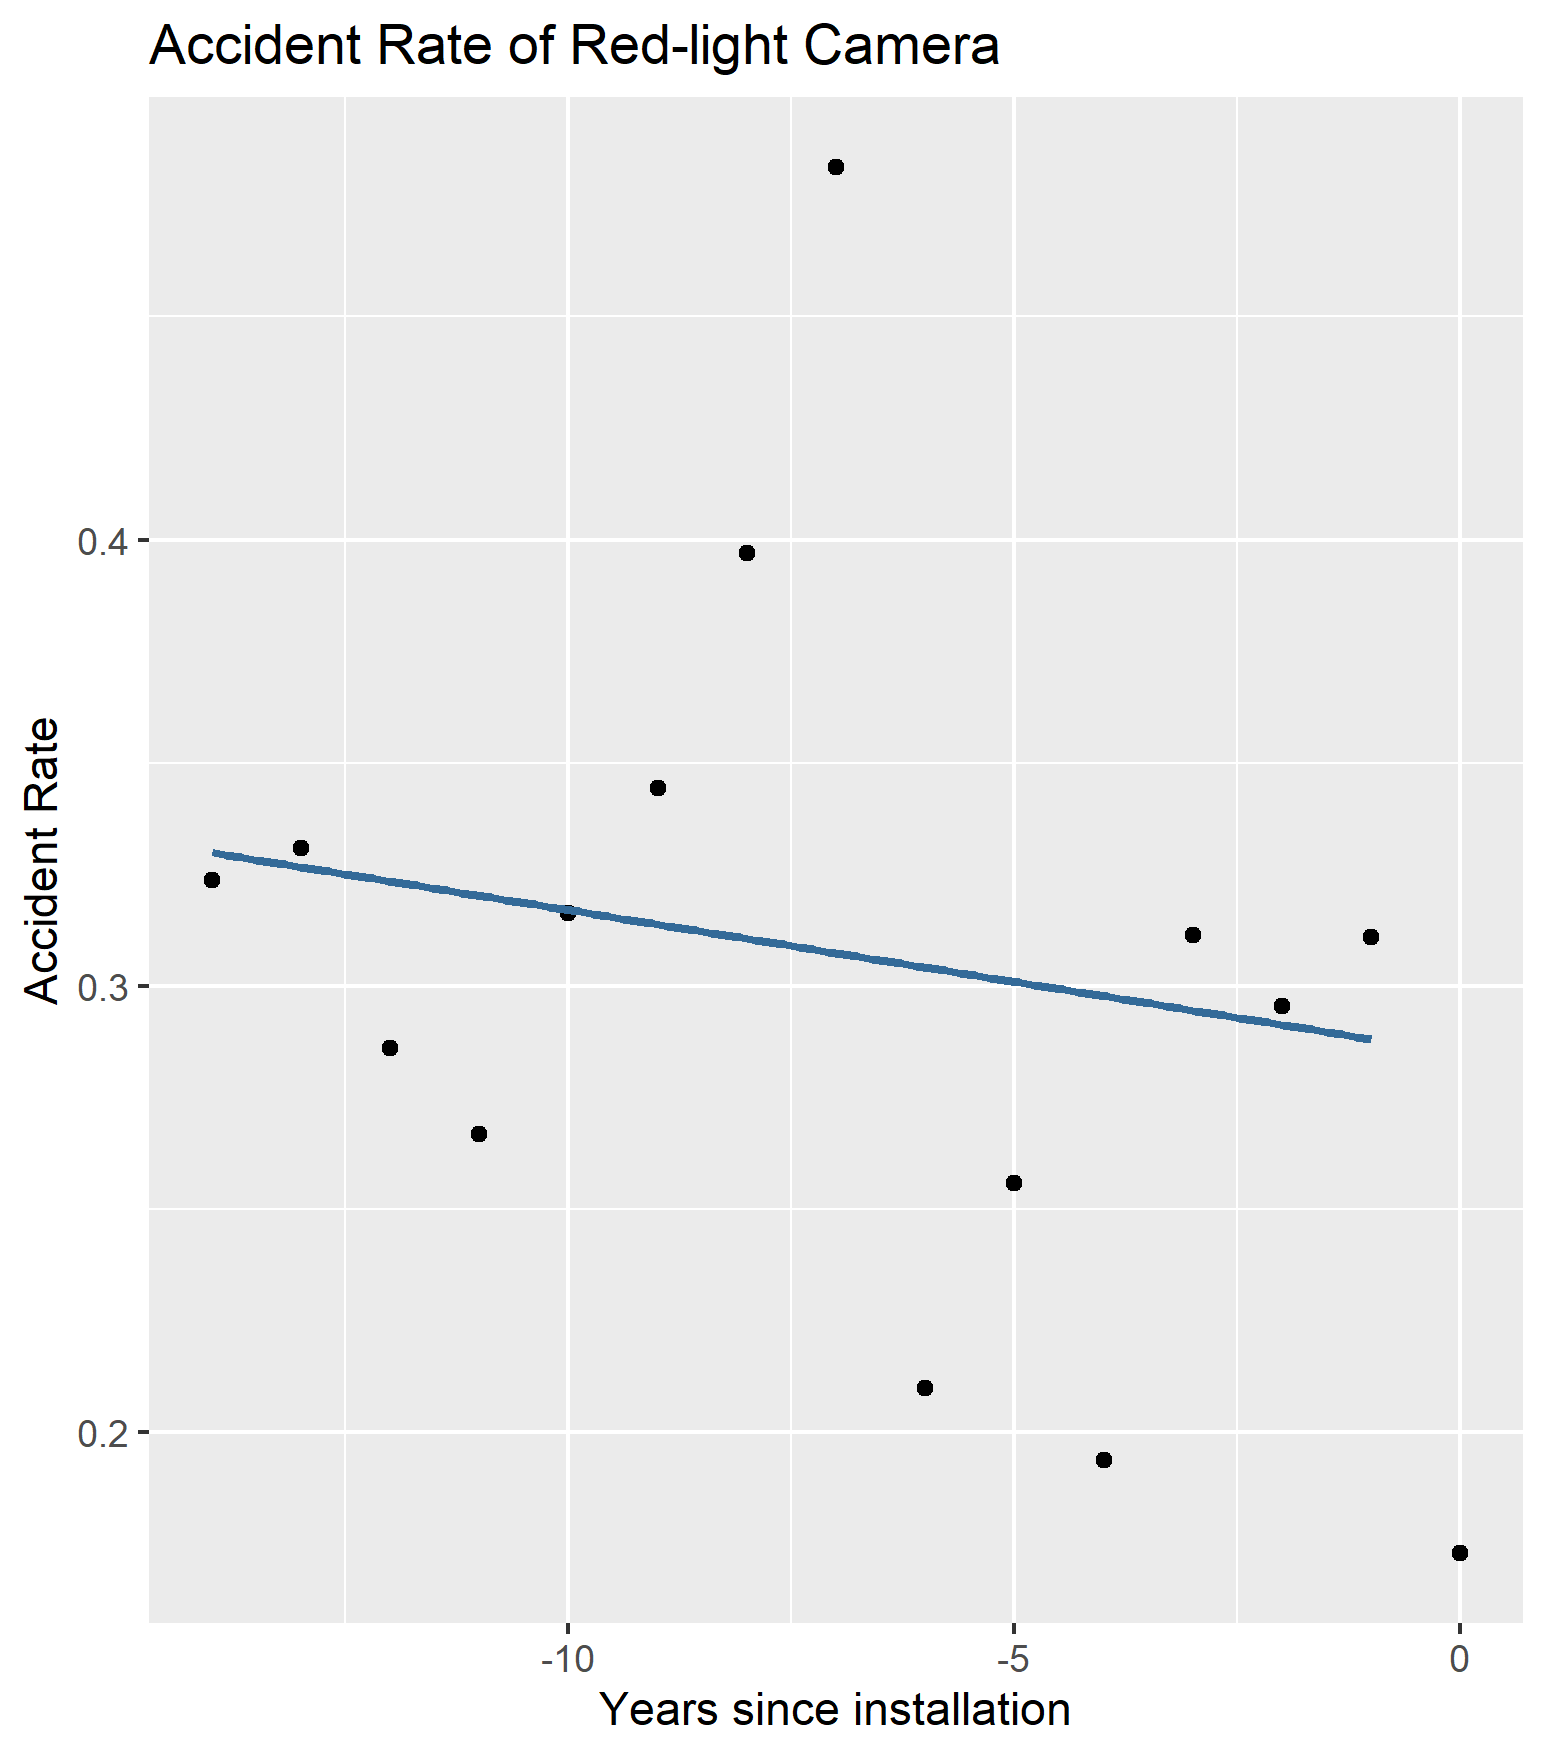 Accident Rate of Red-light Camera
Accident Rate
0.4
0.3
0.2
-10
-5
0
Years since installation